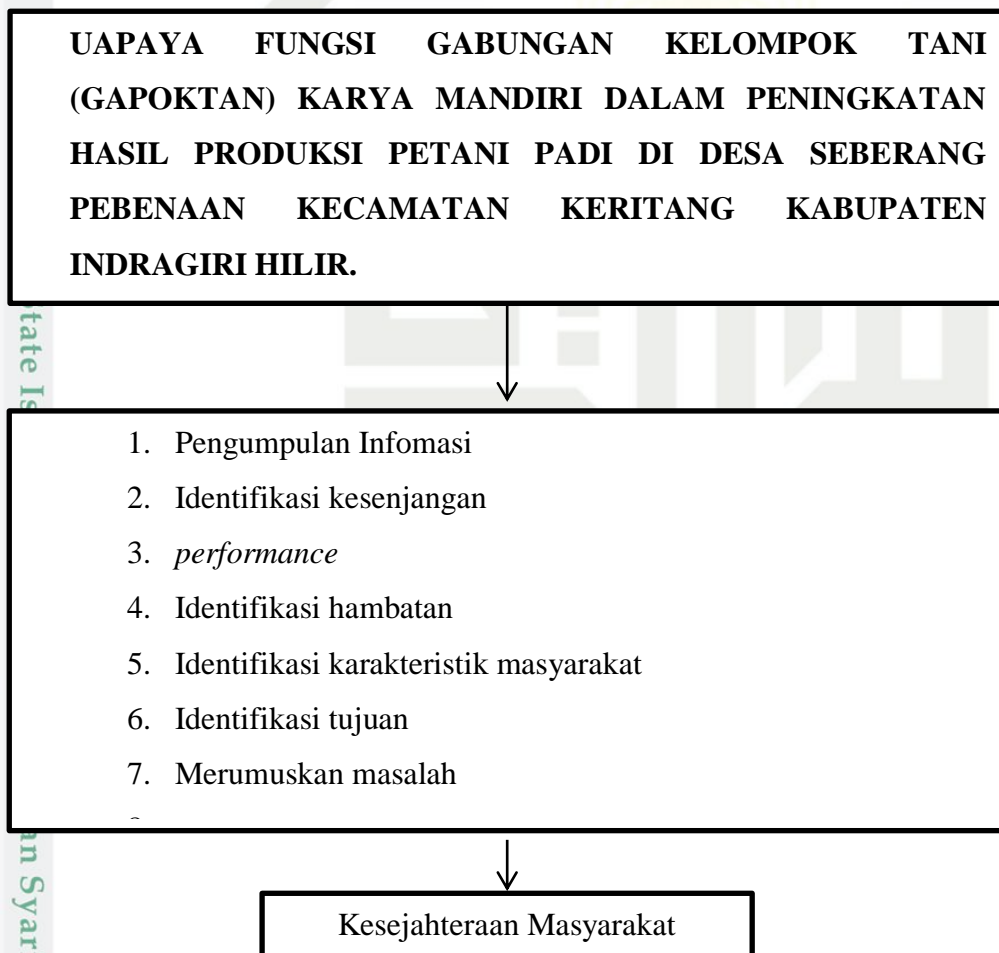 UAPAYA FUNGSI GABUNGAN KELOMPOK TANI
(GAPOKTAN) KARYA MANDIRI DALAM PENINGKATAN
HASIL PRODUKSI PETANI PADI DI DESA SEBERANG
PEBENAAN KECAMATAN KERITANG KABUPATEN
INDRAGIRI HILIR.
1. Pengumpulan Infomasi
2. Identifikasi kesenjangan
3. performance
4. Identifikasi hambatan
5. Identifikasi karakteristik masyarakat
6. Identifikasi tujuan
7. Merumuskan masalah
Kesejahteraan Masyarakat